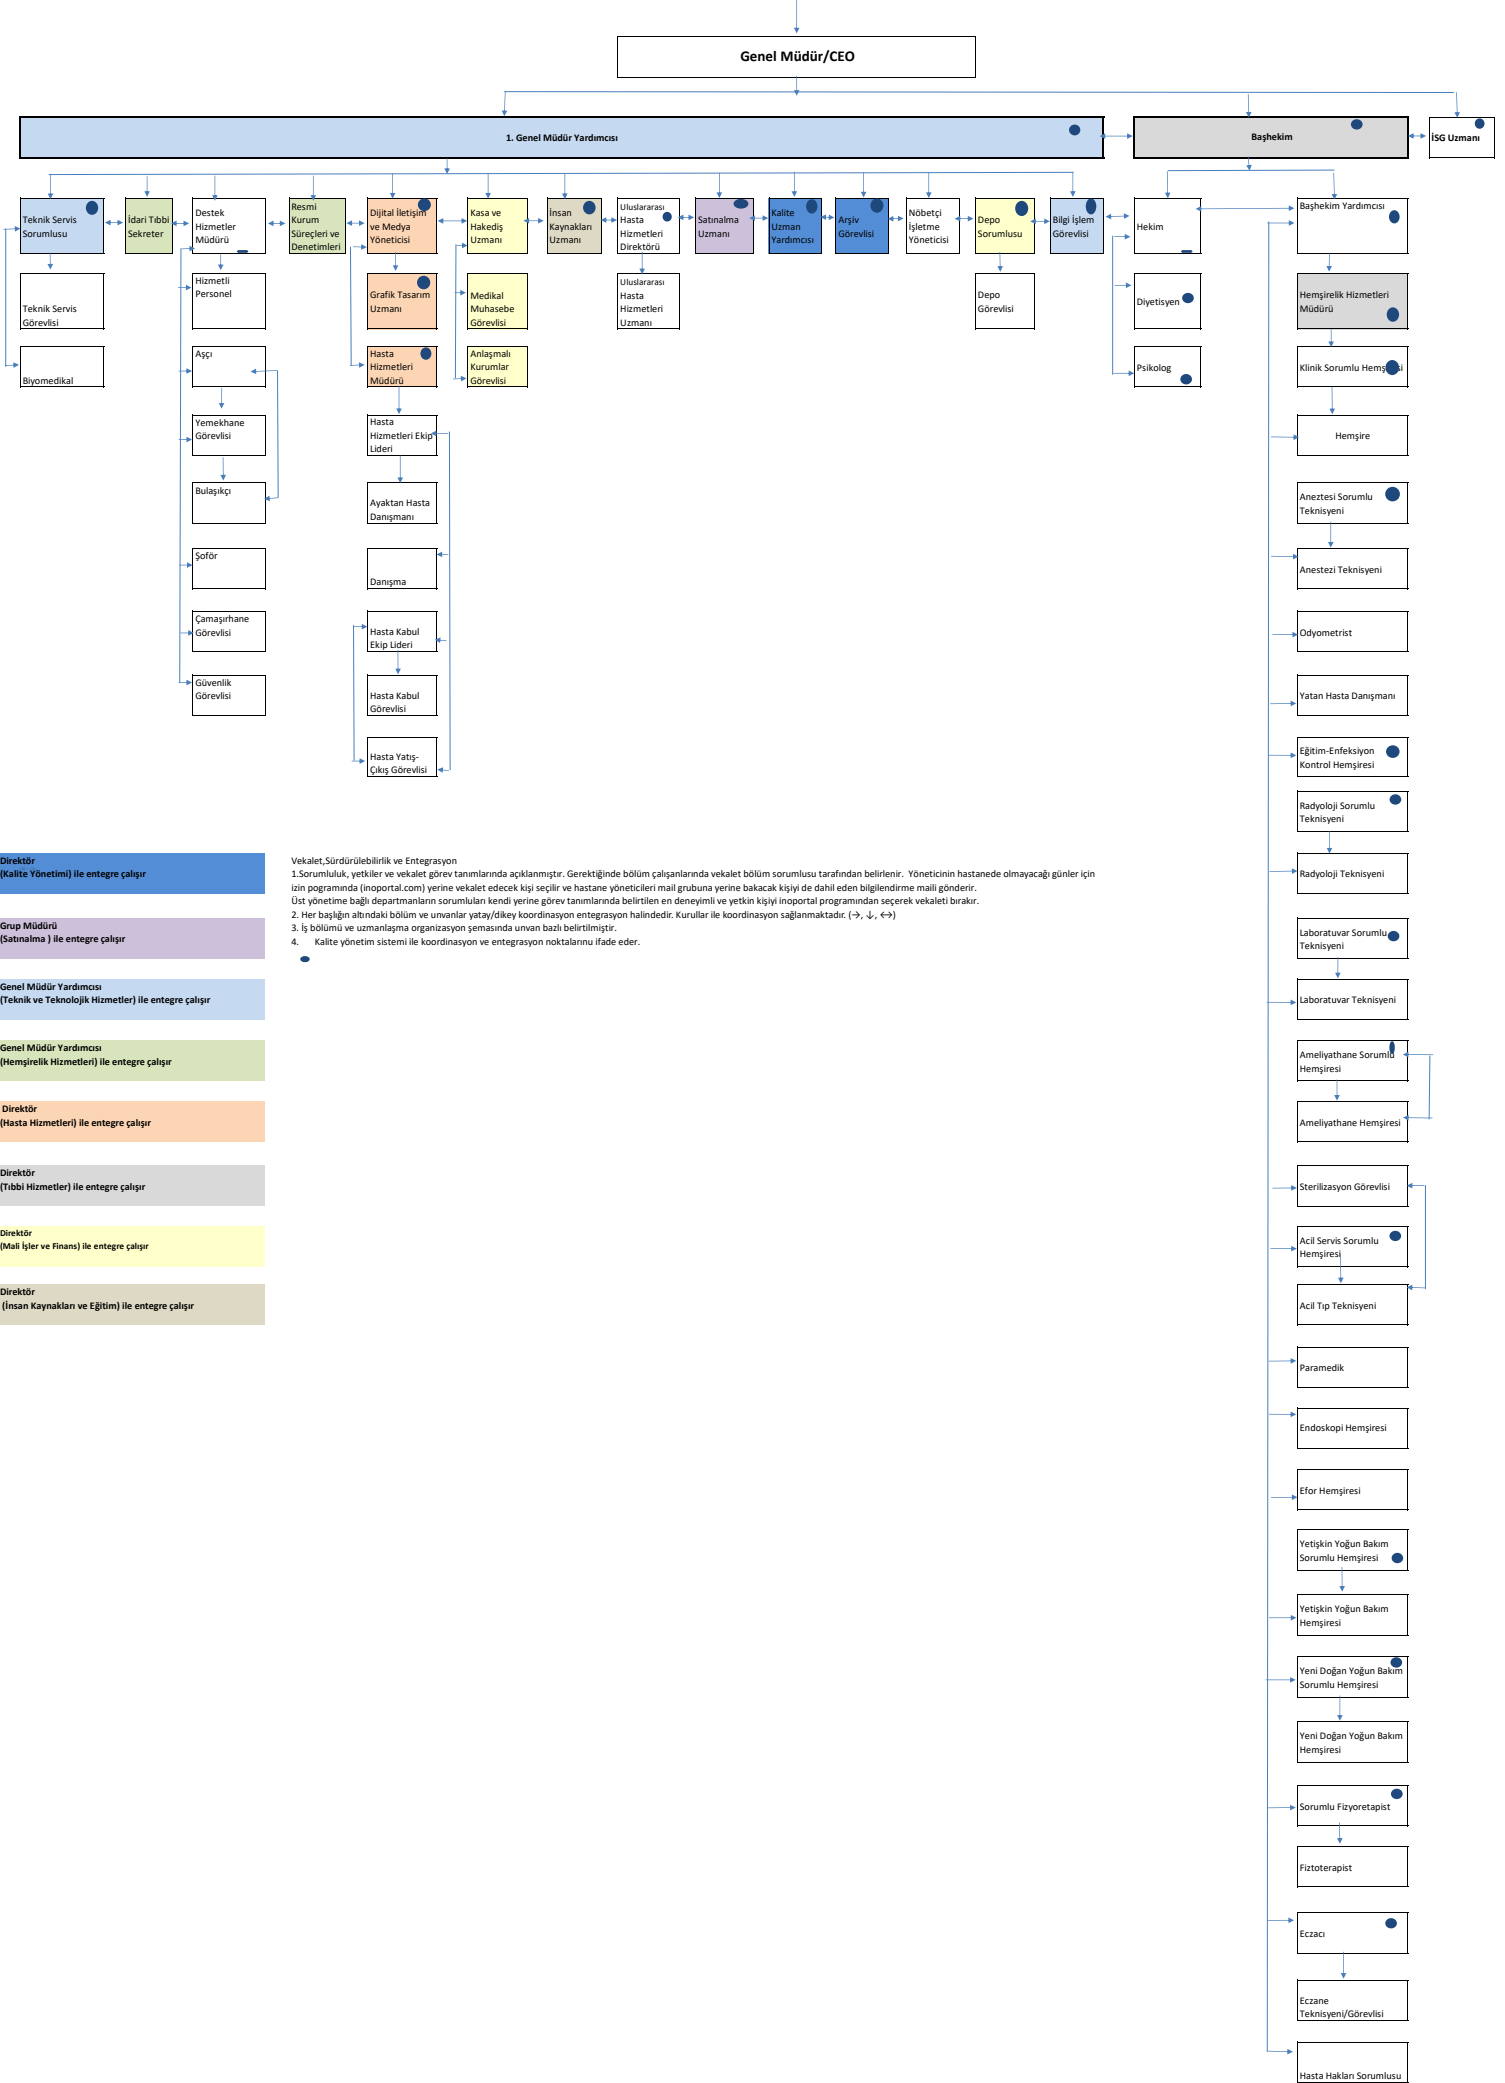 Genel Müdür/CEO
1. Genel Müdür Yardımcısı
Başhekim
İSG Uzmanı
Teknik Servis
Sorumlusu
İdari Tıbbi
Sekreter
Destek
Hizmetler
Müdürü
Resmi
Kurum
Süreçleri ve
Denetimleri
Dijital İletişim
ve Medya
Yöneticisi
Kasa ve
Hakediş
Uzmanı
İnsan
Kaynakları
Uzmanı
Uluslararası
Hasta
Hizmetleri
Direktörü
Satınalma
Uzmanı
Kalite
Uzman
Yardımcısı
Arşiv
Görevlisi
Nöbetçi
İşletme
Yöneticisi
Depo
Sorumlusu
Bilgi İşlem
Görevlisi
Hekim
Başhekim Yardımcısı
Teknik Servis
Görevlisi
Hizmetli
Personel
Grafik Tasarım
Uzmanı
Medikal
Muhasebe
Görevlisi
Uluslararası
Hasta
Hizmetleri
Uzmanı
Depo
Görevlisi
Diyetisyen
Hemşirelik Hizmetleri
Müdürü
Biyomedikal
Aşçı
Hasta
Hizmetleri
Müdürü
Anlaşmalı
Kurumlar
Görevlisi
Psikolog
Klinik Sorumlu Hemşiresi
Yemekhane
Görevlisi
Hasta
Hizmetleri Ekip
Lideri
Hemşire
Bulaşıkçı
Ayaktan Hasta
Danışmanı
Aneztesi Sorumlu
Teknisyeni
Şoför
Danışma
Anestezi Teknisyeni
Çamaşırhane
Görevlisi
Hasta Kabul
Ekip Lideri
Odyometrist
Güvenlik
Görevlisi
Hasta Kabul
Görevlisi
Yatan Hasta Danışmanı
Hasta Yatış-
Çıkış Görevlisi
Eğitim-Enfeksiyon
Kontrol Hemşiresi
Radyoloji Sorumlu
Teknisyeni
Direktör
(Kalite Yönetimi) ile entegre çalışır
Vekalet,Sürdürülebilirlik ve Entegrasyon
1.Sorumluluk, yetkiler ve vekalet görev tanımlarında açıklanmıştır. Gerektiğinde bölüm çalışanlarında vekalet bölüm sorumlusu tarafından belirlenir. Yöneticinin hastanede olmayacağı günler için
izin pogramında (inoportal.com) yerine vekalet edecek kişi seçilir ve hastane yöneticileri mail grubuna yerine bakacak kişiyi de dahil eden bilgilendirme maili gönderir.
Üst yönetime bağlı departmanların sorumluları kendi yerine görev tanımlarında belirtilen en deneyimli ve yetkin kişiyi inoportal programından seçerek vekaleti bırakır.
2. Her başlığın altındaki bölüm ve unvanlar yatay/dikey koordinasyon entegrasyon halindedir. Kurullar ile koordinasyon sağlanmaktadır. (→, ↓, ↔)
3. İş bölümü ve uzmanlaşma organizasyon şemasında unvan bazlı belirtilmiştir.
4. Kalite yönetim sistemi ile koordinasyon ve entegrasyon noktalarını ifade eder.
Radyoloji Teknisyeni
Grup Müdürü
(Satınalma ) ile entegre çalışır
Laboratuvar Sorumlu
Teknisyeni
Genel Müdür Yardımcısı
(Teknik ve Teknolojik Hizmetler) ile entegre çalışır
Laboratuvar Teknisyeni
Genel Müdür Yardımcısı
(Hemşirelik Hizmetleri) ile entegre çalışır
Ameliyathane Sorumlu
Hemşiresi
Direktör
(Hasta Hizmetleri) ile entegre çalışır
Ameliyathane Hemşiresi
Direktör
(Tıbbi Hizmetler) ile entegre çalışır
Sterilizasyon Görevlisi
Direktör
(Mali İşler ve Finans) ile entegre çalışır
Acil Servis Sorumlu
Hemşiresi
Direktör
(İnsan Kaynakları ve Eğitim) ile entegre çalışır
Acil Tıp Teknisyeni
Paramedik
Endoskopi Hemşiresi
Efor Hemşiresi
Yetişkin Yoğun Bakım
Sorumlu Hemşiresi
Yetişkin Yoğun Bakım
Hemşiresi
Yeni Doğan Yoğun Bakım
Sorumlu Hemşiresi
Yeni Doğan Yoğun Bakım
Hemşiresi
Sorumlu Fizyoretapist
Fiztoterapist
Eczacı
Eczane
Teknisyeni/Görevlisi
Hasta Hakları Sorumlusu